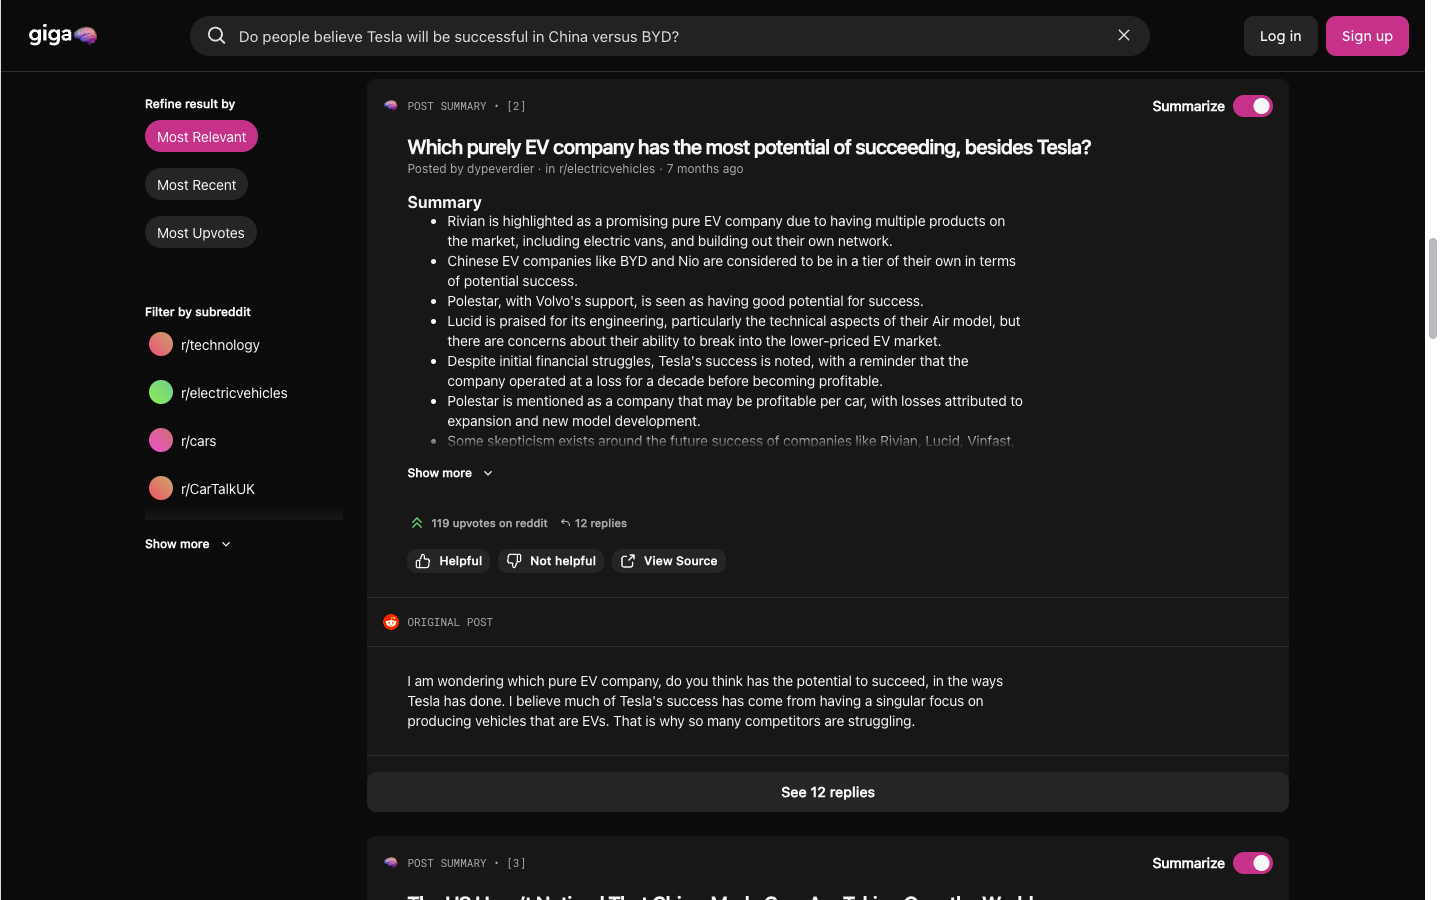 giga
Do people believe Tesla will be successful in China versus BYD?
Log in
Sign up
Refine result by
Most Relevant
Most Recent
Most Upvotes
Filter by subreddit
r/technology
r/electricvehicles
r/cars
r/CarTalkUK
Show more
POST SUMMARY • [2]
Summarize
Which purely EV company has the most potential of succeeding, besides Tesla?
Posted by dypeverdier · in r/electricvehicles · 7 months ago
Summary
• Rivian is highlighted as a promising pure EV company due to having multiple products on
the market, including electric vans, and building out their own network.
• Chinese EV companies like BYD and Nio are considered to be in a tier of their own in terms
of potential success.
• Polestar, with Volvo's support, is seen as having good potential for success.
• Lucid is praised for its engineering, particularly the technical aspects of their Air model, but
there are concerns about their ability to break into the lower-priced EV market.
• Despite initial financial struggles, Tesla's success is noted, with a reminder that the
company operated at a loss for a decade before becoming profitable.
• Polestar is mentioned as a company that may be profitable per car, with losses attributed to
expansion and new model development.
• Some skepticism exists around the future success of companies like Rivian, Lucid, Vinfast,
Show more
119 upvotes on reddit
12 replies
Helpful
Not helpful
View Source
ORIGINAL POST
I am wondering which pure EV company, do you think has the potential to succeed, in the ways
Tesla has done. I believe much of Tesla's success has come from having a singular focus on
producing vehicles that are EVs. That is why so many competitors are struggling.
See 12 replies
POST SUMMARY • [3]
Summarize
The US Hasn't Noticed That China-Made Cars Are Taking Over the World